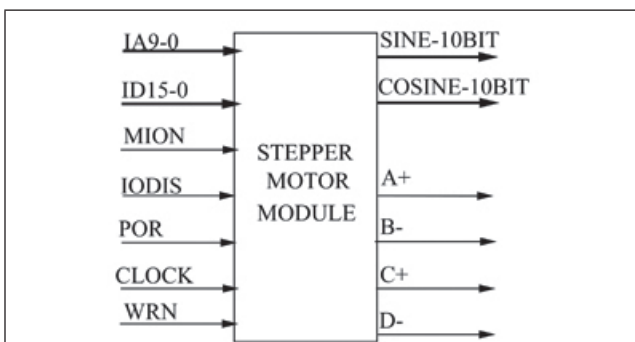 IA9-0
ID15-0
MION
IODIS
POR
CLOCK
WRN
STEPPER
MOTOR
MODULE
SINE-10BIT
COSINE-10BIT
A+
B-
C+
D-